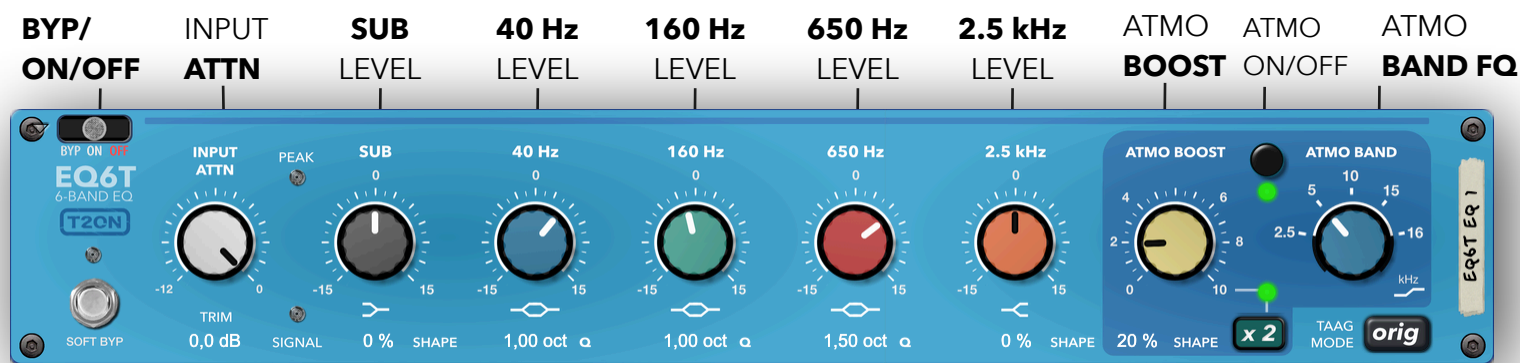 BYP/
ON/OFF
INPUT
ATTN
SUB
LEVEL
40 Hz
LEVEL
160 Hz
LEVEL
650 Hz
LEVEL
2.5 kHz
LEVEL
ATMO
BOOST
ATMO
ON/OFF
ATMO
BAND FQ
BYP ON OFF
EQ6T
6-BAND EQ
T2ON
SOFT BYP
INPUT
ATTN
-12 0
TRIM
0,0 dB
PEAK
SIGNAL
SUB
0
-15 15
0 % SHAPE
40 Hz
0
-15 15
1,00 oct Q
160 Hz
0
-15 15
1,00 oct Q
650 Hz
0
-15 15
1,50 oct Q
2.5 kHz
0
-15 15
0 % SHAPE
ATMO BOOST
4 6
2 8
0 10
20 % SHAPE
x 2
ATMO BAND
10
5 15
2.5 16
kHz
TAAG
MODE
orig
EQ6T EQ 1